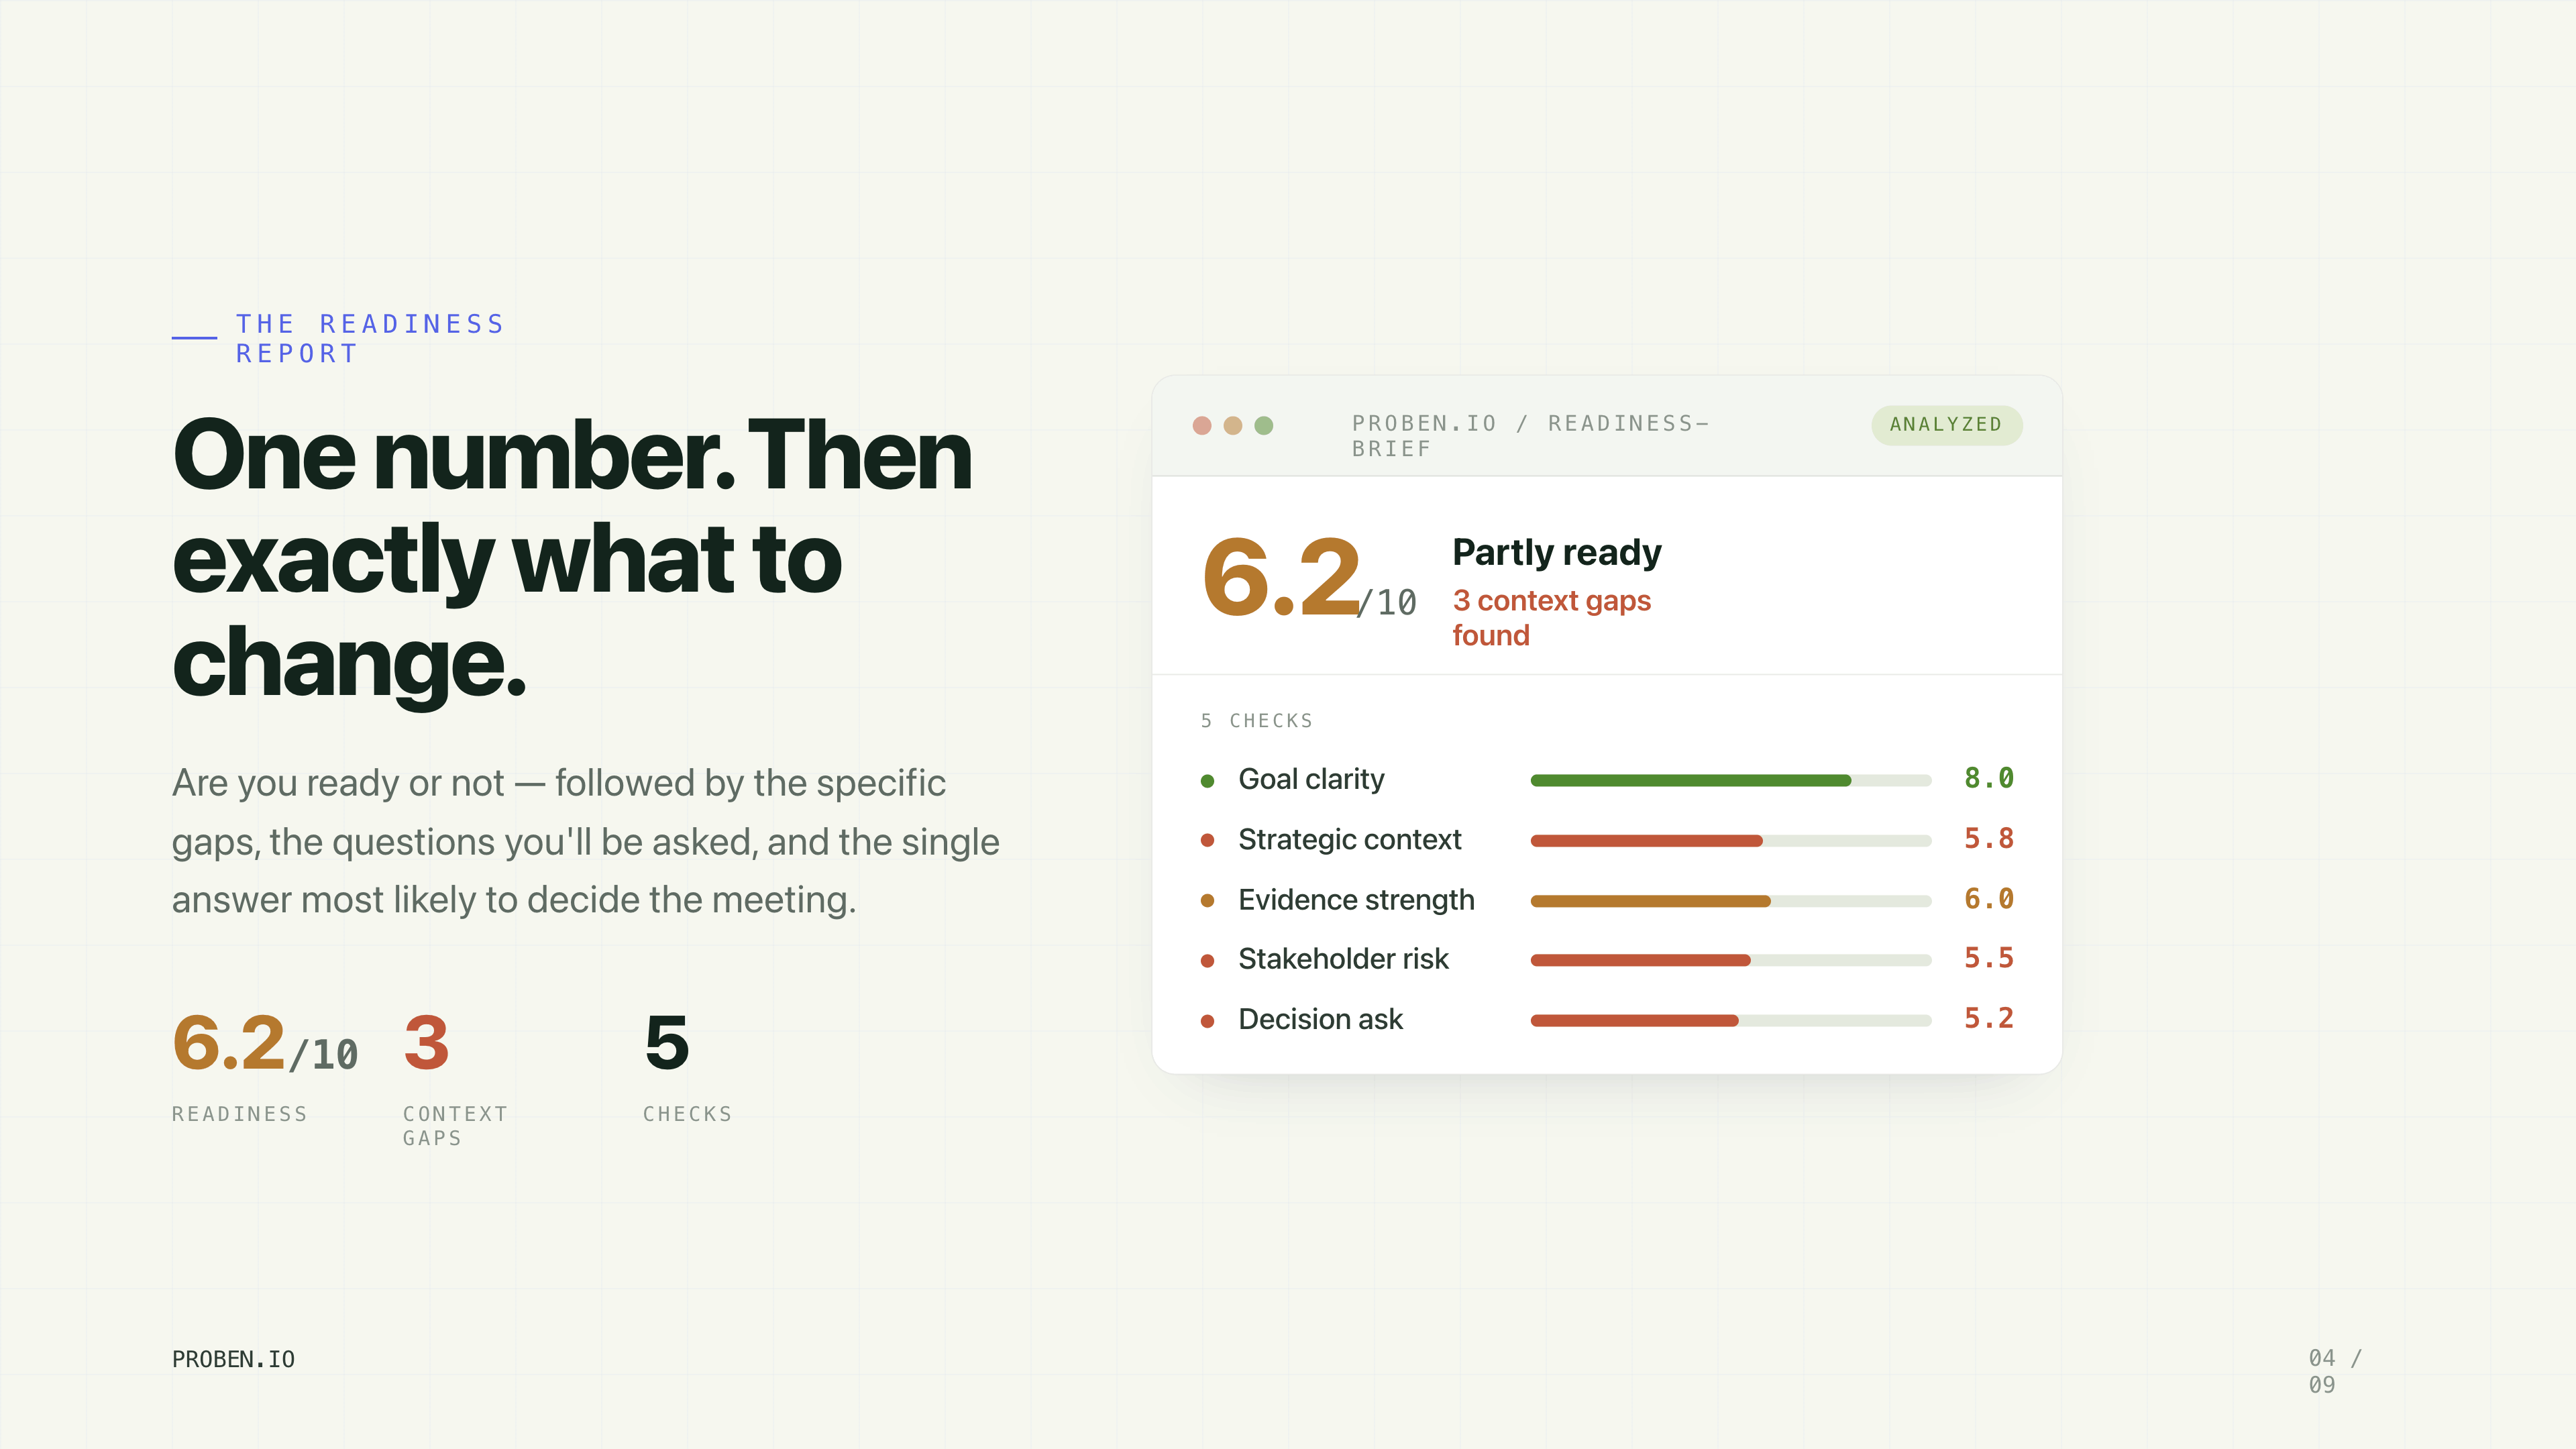 THE READINESS
REPORT
One number. Then
exactly what to
change.
Are you ready or not — followed by the specific
gaps, the questions you'll be asked, and the single
answer most likely to decide the meeting.
6.2/10
READINESS
3
CONTEXT
GAPS
5
CHECKS
PROBEN.IO / READINESS-
BRIEF
ANALYZED
6.2/10
Partly ready
3 context gaps
found
5 CHECKS
Goal clarity 8.0
Strategic context 5.8
Evidence strength 6.0
Stakeholder risk 5.5
Decision ask 5.2
PROBEN.IO
04 /
09